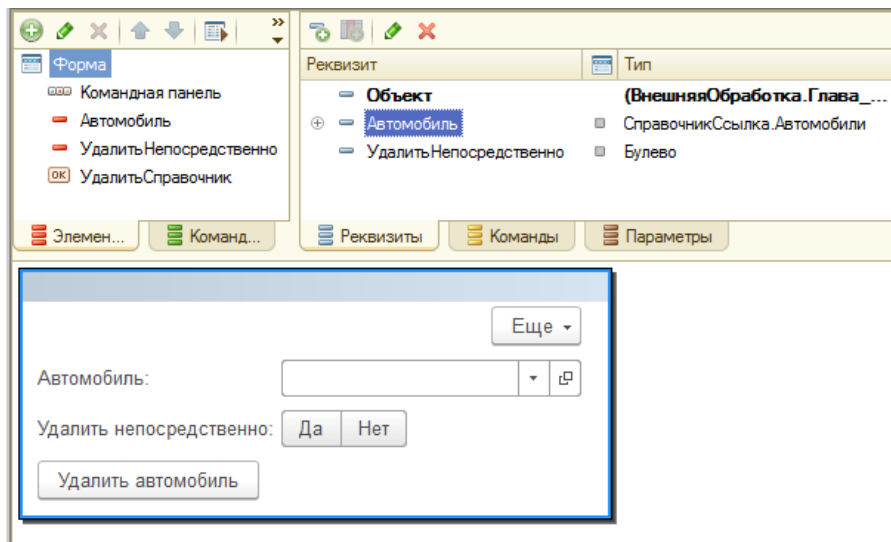 Форма
Командная панель
Автомобиль
УдалитьНепосредственно
ОК УдалитьСправочник
Элемен...
Команд...
Реквизит Тип
Объект (ВнешняяОбработка.Глава_...
Автомобиль СправочникСсылка.Автомобили
УдалитьНепосредственно Булево
Реквизиты Команды Параметры
Еще
Автомобиль:
Удалить непосредственно: Да Нет
Удалить автомобиль